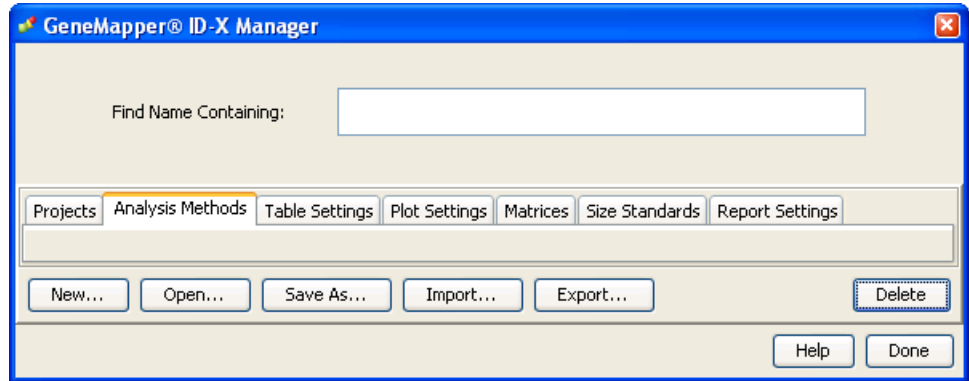 GeneMapper® ID-X Manager
Find Name Containing:
Projects Analysis Methods Table Settings Plot Settings Matrices Size Standards Report Settings
New... Open... Save As... Import... Export... Delete
Help Done